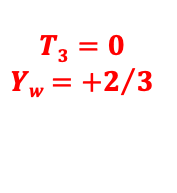 T₃ = 0
Y_w = +2/3